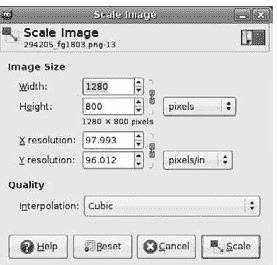 Scale Image
Scale Image
294205_fg1803.png-13
Image Size
Width: 1280
Height: 800 pixels
1280 × 800 pixels
X resolution: 97.993
Y resolution: 96.012 pixels/in
Quality
Interpolation: Cubic
Help Reset Cancel Scale